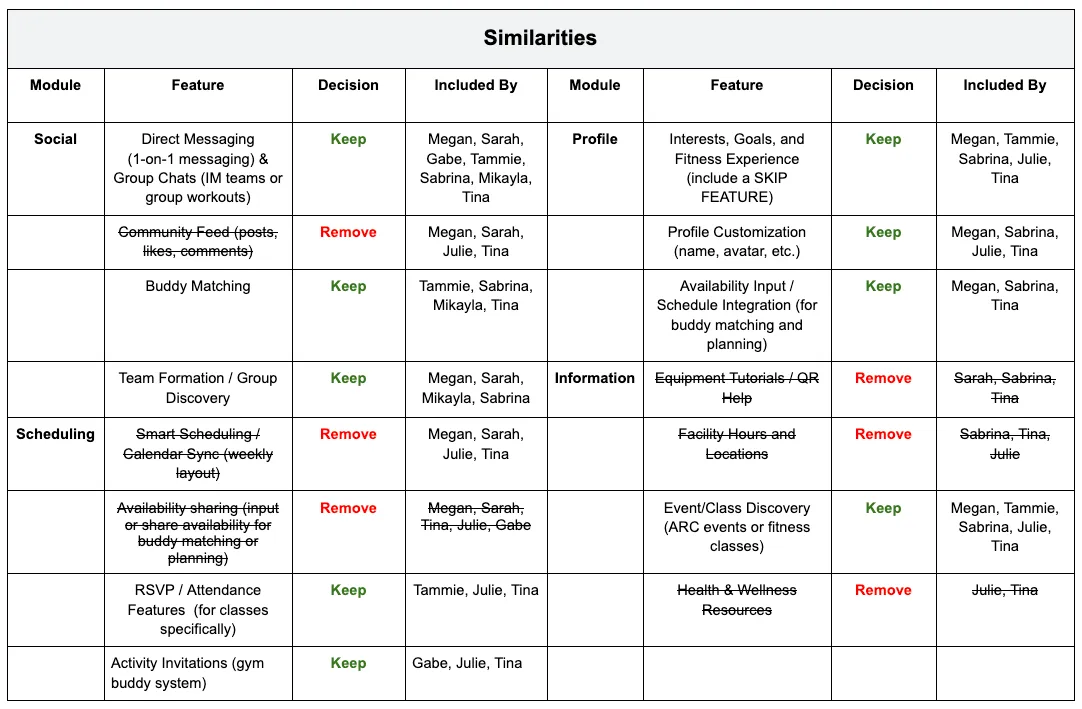 Similarities
Module Feature Decision Included By Module Feature Decision Included By
Social
Direct Messaging
(1-on-1 messaging) &
Group Chats (IM teams or
group workouts)
Keep
Megan, Sarah,
Gabe, Tammie,
Sabrina, Mikayla,
Tina
Profile
Interests, Goals, and
Fitness Experience
(include a SKIP
FEATURE)
Keep
Megan, Tammie,
Sabrina, Julie,
Tina
Community Feed (posts,
likes, comments)
Remove
Megan, Sarah,
Julie, Tina
Profile Customization
(name, avatar, etc.)
Keep
Megan, Sabrina,
Julie, Tina
Buddy Matching
Keep
Tammie, Sabrina,
Mikayla, Tina
Availability Input /
Schedule Integration (for
buddy matching and
planning)
Keep
Megan, Sabrina,
Tina
Team Formation / Group
Discovery
Keep
Megan, Sarah,
Mikayla, Sabrina
Information
Equipment Tutorials / QR
Help
Remove
Sarah, Sabrina,
Tina
Scheduling
Smart Scheduling /
Calendar Sync (weekly
layout)
Remove
Megan, Sarah,
Julie, Tina
Facility Hours and
Locations
Remove
Sabrina, Tina,
Julie
Availability sharing (input
or share availability for
buddy matching or
planning)
Remove
Megan, Sarah,
Tina, Julie, Gabe
Event/Class Discovery
(ARC events or fitness
classes)
Keep
Megan, Tammie,
Sabrina, Julie,
Tina
RSVP / Attendance
Features (for classes
specifically)
Keep
Tammie, Julie, Tina
Health & Wellness
Resources
Remove
Julie, Tina
Activity Invitations (gym
buddy system)
Keep
Gabe, Julie, Tina